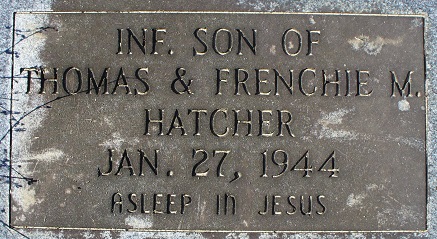 INF. SON OF
THOMAS & FRENCHIE M.
HATCHER
JAN. 27, 1944
ASLEEP IN JESUS